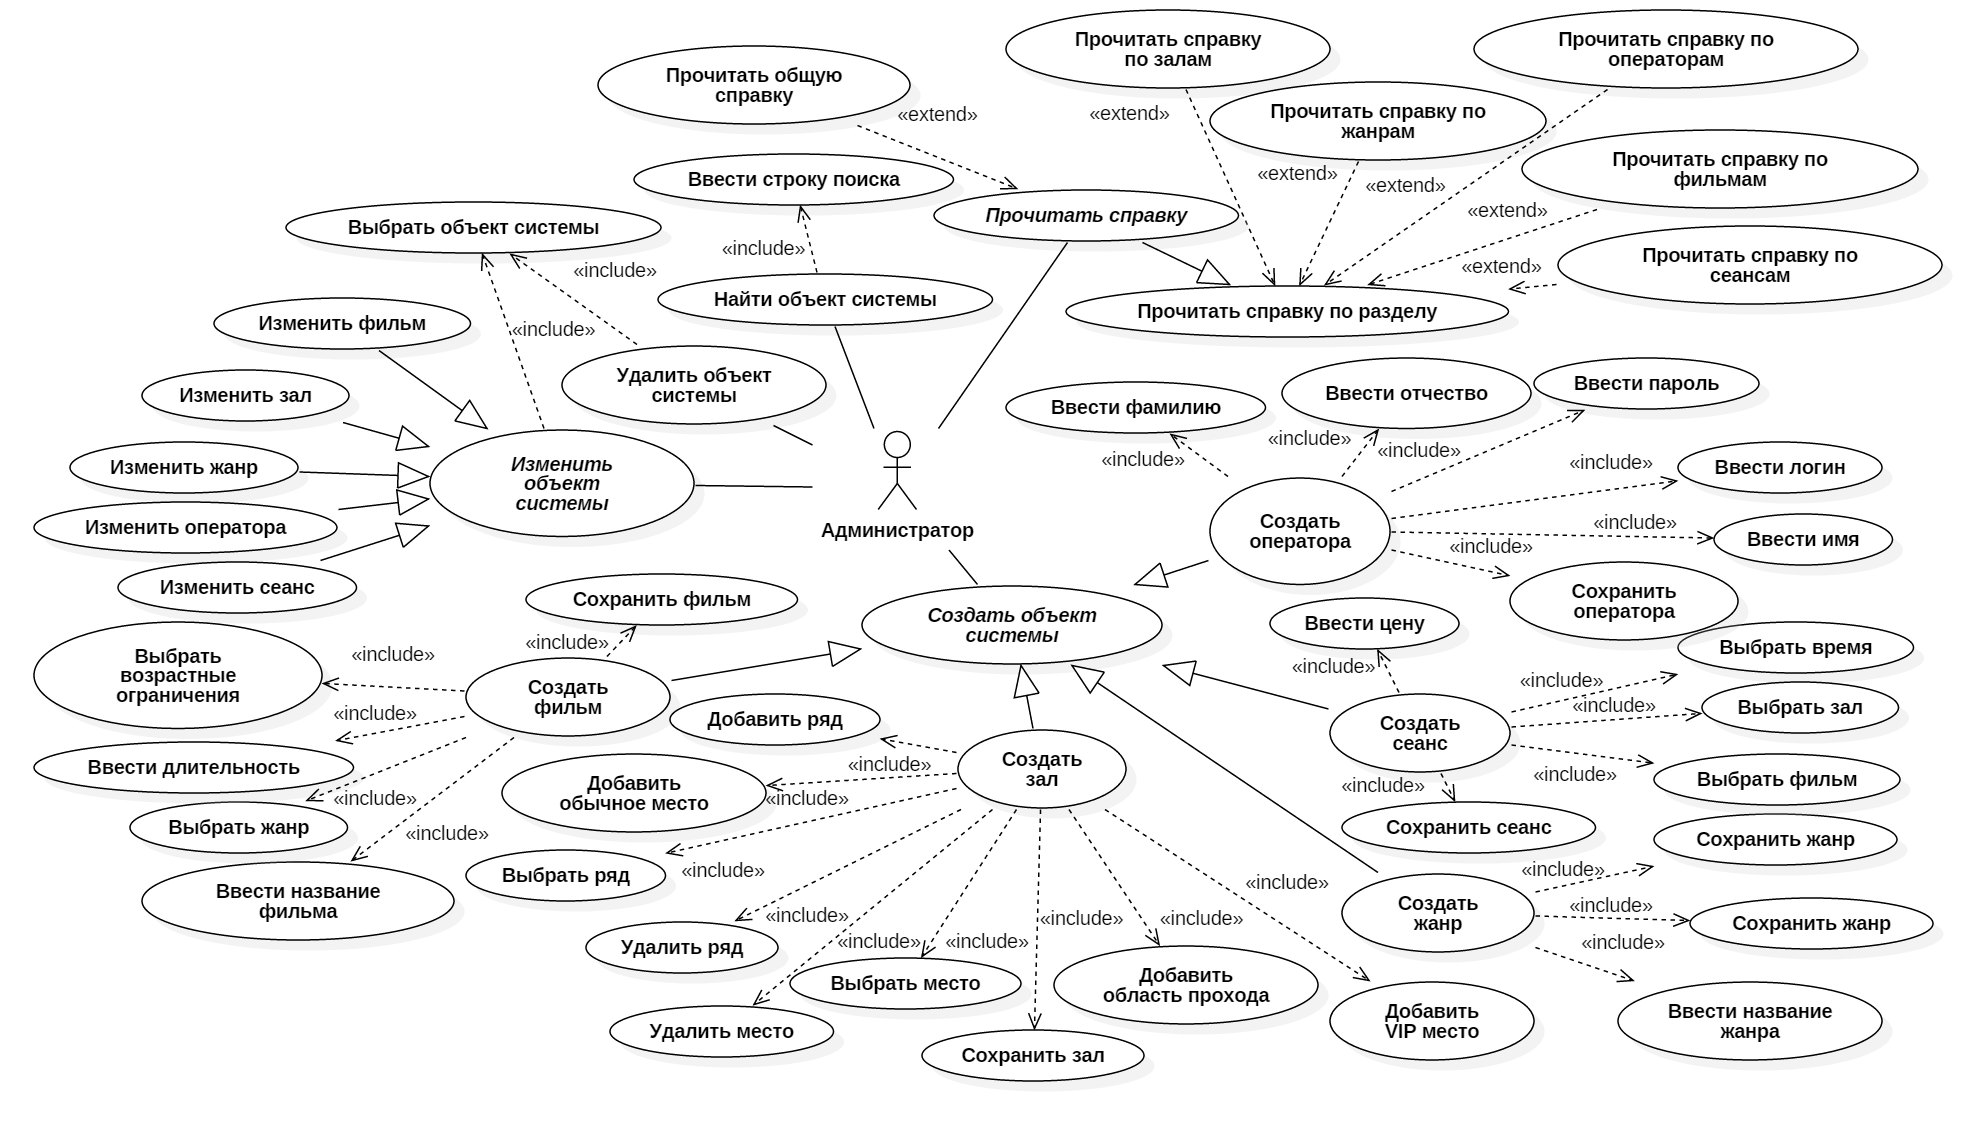 Прочитать справку
по залам
Прочитать справку по
операторам
Прочитать общую
справку
«extend»
«extend»
Прочитать справку по
жанрам
Прочитать справку по
фильмам
Ввести строку поиска
«extend»
«extend»
Прочитать справку
«extend»
Выбрать объект системы
«include»
«include»
Прочитать справку по
сеансам
«extend»
Найти объект системы
Прочитать справку по разделу
Изменить фильм
«include»
Удалить объект
системы
Изменить зал
Ввести фамилию
Ввести отчество
Ввести пароль
«include»
«include»
«include»
«include»
Ввести логин
Изменить жанр
Изменить
объект
системы
Изменить оператора
Администратор
Создать
оператора
«include»
Ввести имя
«include»
Изменить сеанс
Сохранить фильм
Сохранить
оператора
Создать объект
системы
Ввести цену
«include»
«include»
Выбрать
возрастные
ограничения
«include»
Выбрать время
Создать
фильм
«include»
«include»
Выбрать зал
«include»
Добавить ряд
Создать
сеанс
Ввести длительность
«include»
Создать
зал
«include»
Выбрать фильм
«include»
Добавить
обычное место
«include»
«include»
Выбрать жанр
«include»
Сохранить сеанс
Сохранить жанр
Ввести название
фильма
Выбрать ряд
«include»
«include»
«include»
«include»
Создать
жанр
«include»
Сохранить жанр
«include»
«include»
«include»
«include»
«include»
«include»
Удалить ряд
Выбрать место
Добавить
область прохода
Удалить место
Добавить
VIP место
Ввести название
жанра
Сохранить зал